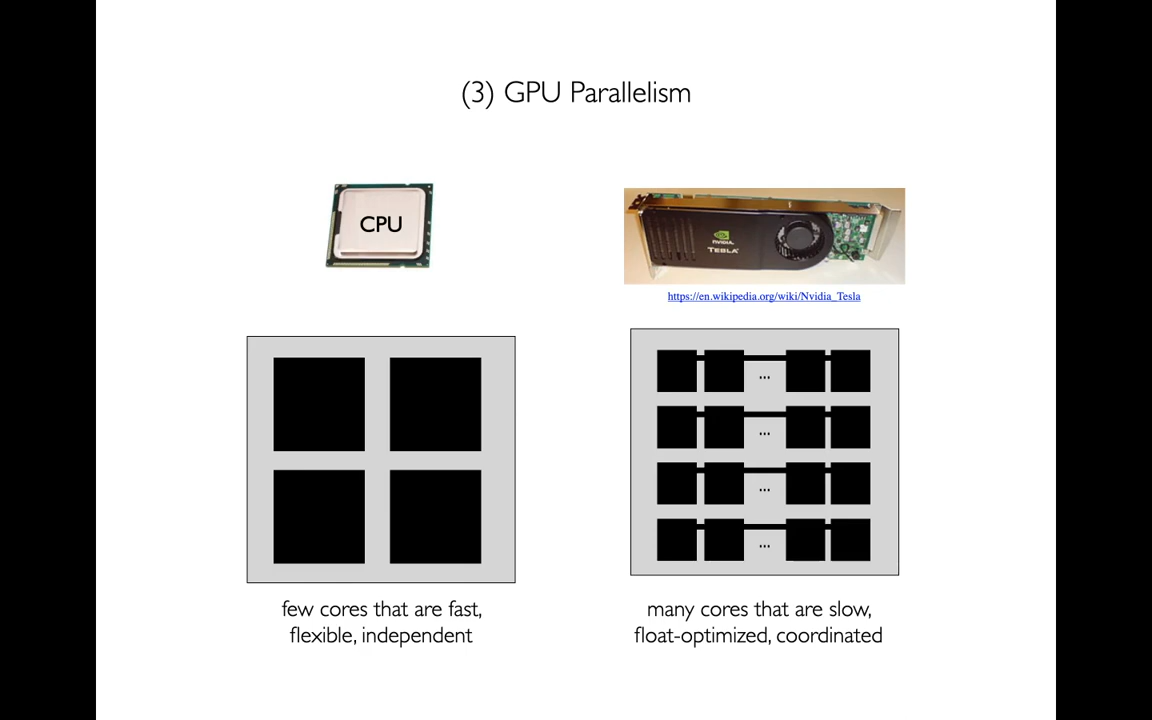 (3) GPU Parallelism
CPU
NVIDIA
TESLA
https://en.wikipedia.org/wiki/Nvidia_Tesla
...
...
...
...
few cores that are fast,
flexible, independent
many cores that are slow,
float-optimized, coordinated